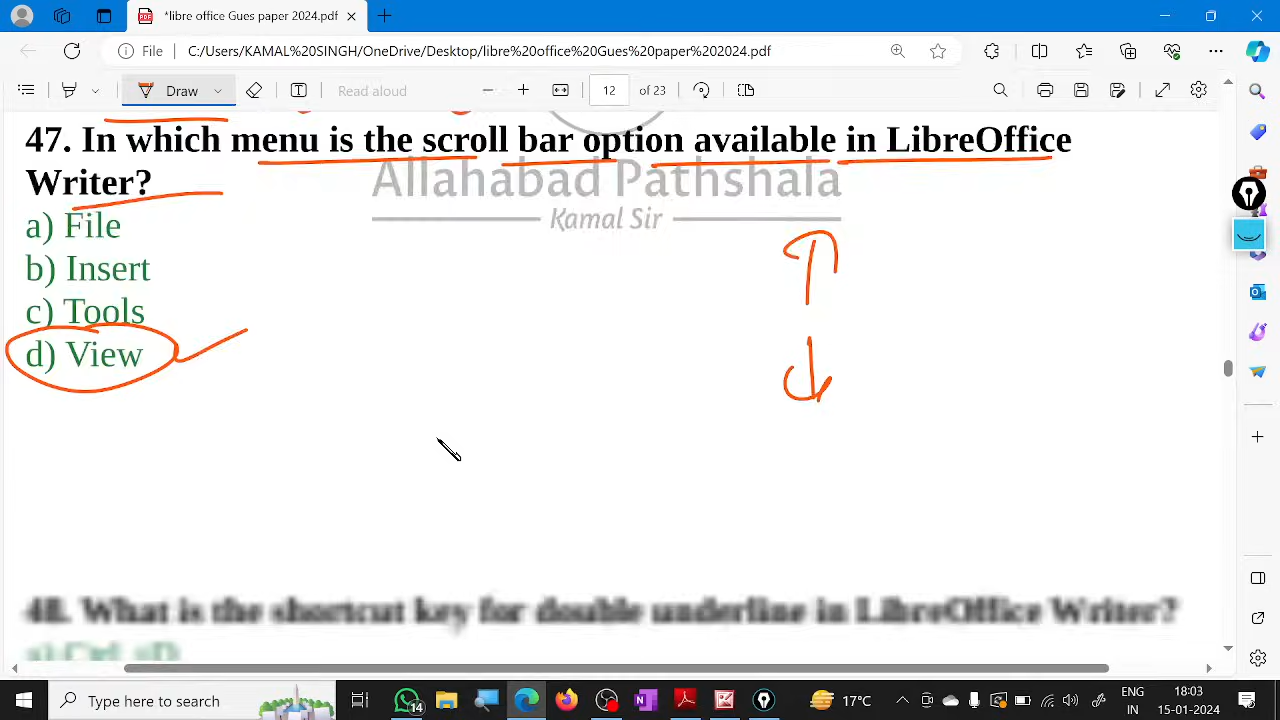 *libre office Gues paper 2024.pdf
File C:/Users/KAMAL%20SINGH/OneDrive/Desktop/libre%20office%20Gues%20paper%202024.pdf
Draw Read aloud 12 of 23
47. In which menu is the scroll bar option available in LibreOffice
Writer?
Allahabad Pathshala
Kamal Sir
a) File
b) Insert
c) Tools
d) View
48. What is the shortcut key for double underline in LibreOffice Writer?
a) Ctrl +D
Type here to search
14
17°C
ENG
IN
18:03
15-01-2024